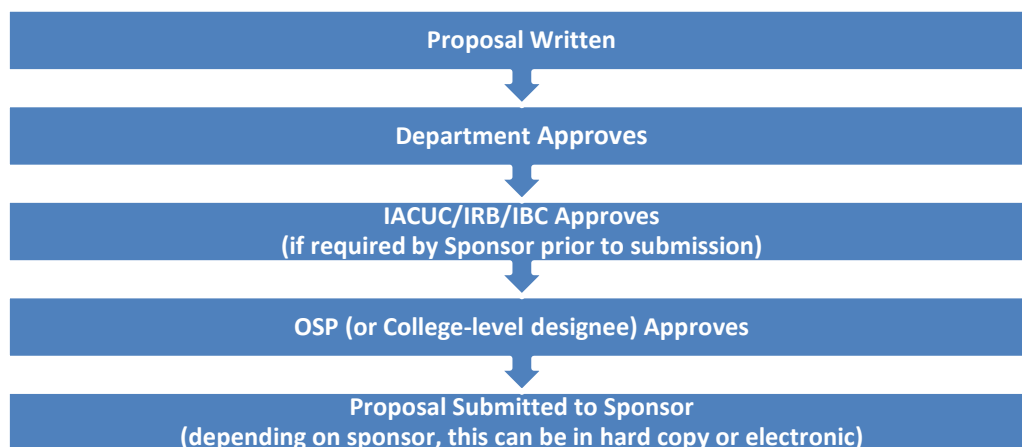 Proposal Written
Department Approves
IACUC/IRB/IBC Approves
(if required by Sponsor prior to submission)
OSP (or College-level designee) Approves
Proposal Submitted to Sponsor
(depending on sponsor, this can be in hard copy or electronic)